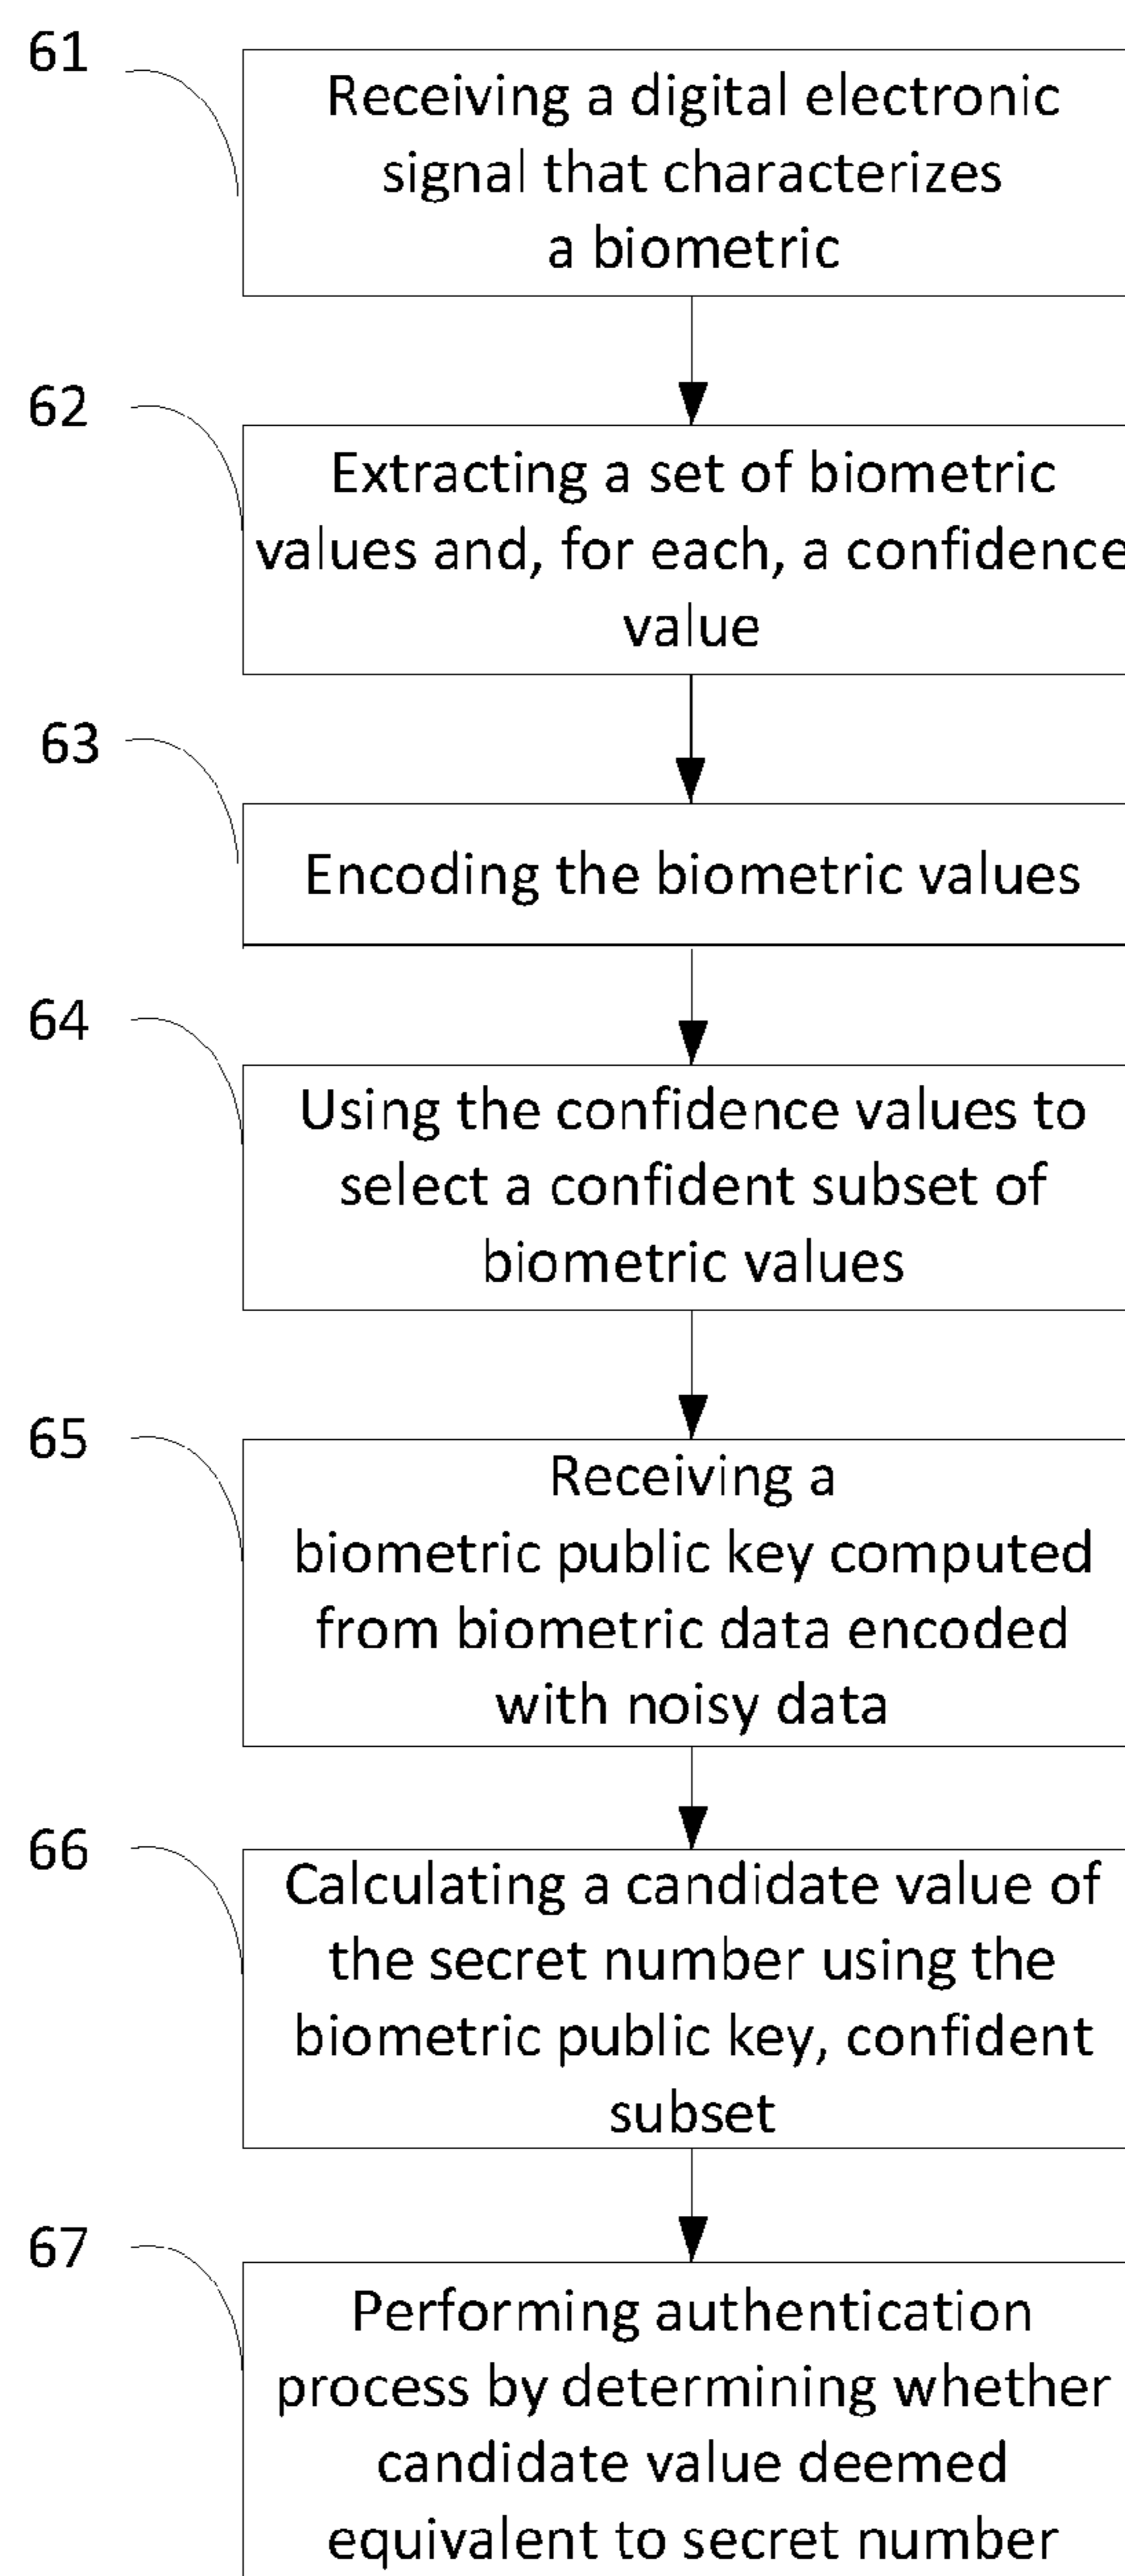 61
Receiving a digital electronic
signal that characterizes
a biometric
62
Extracting a set of biometric
values and, for each, a confidence
value
63
Encoding the biometric values
64
Using the confidence values to
select a confident subset of
biometric values
65
Receiving a
biometric public key computed
from biometric data encoded
with noisy data
66
Calculating a candidate value of
the secret number using the
biometric public key, confident
subset
67
Performing authentication
process by determining whether
candidate value deemed
equivalent to secret number